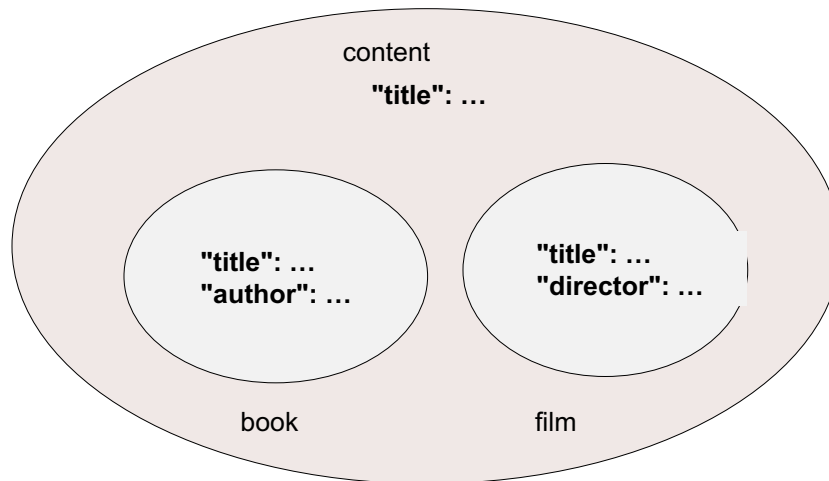 content
"title": …
"title": …
"author": …
"title": …
"director": …
book
film